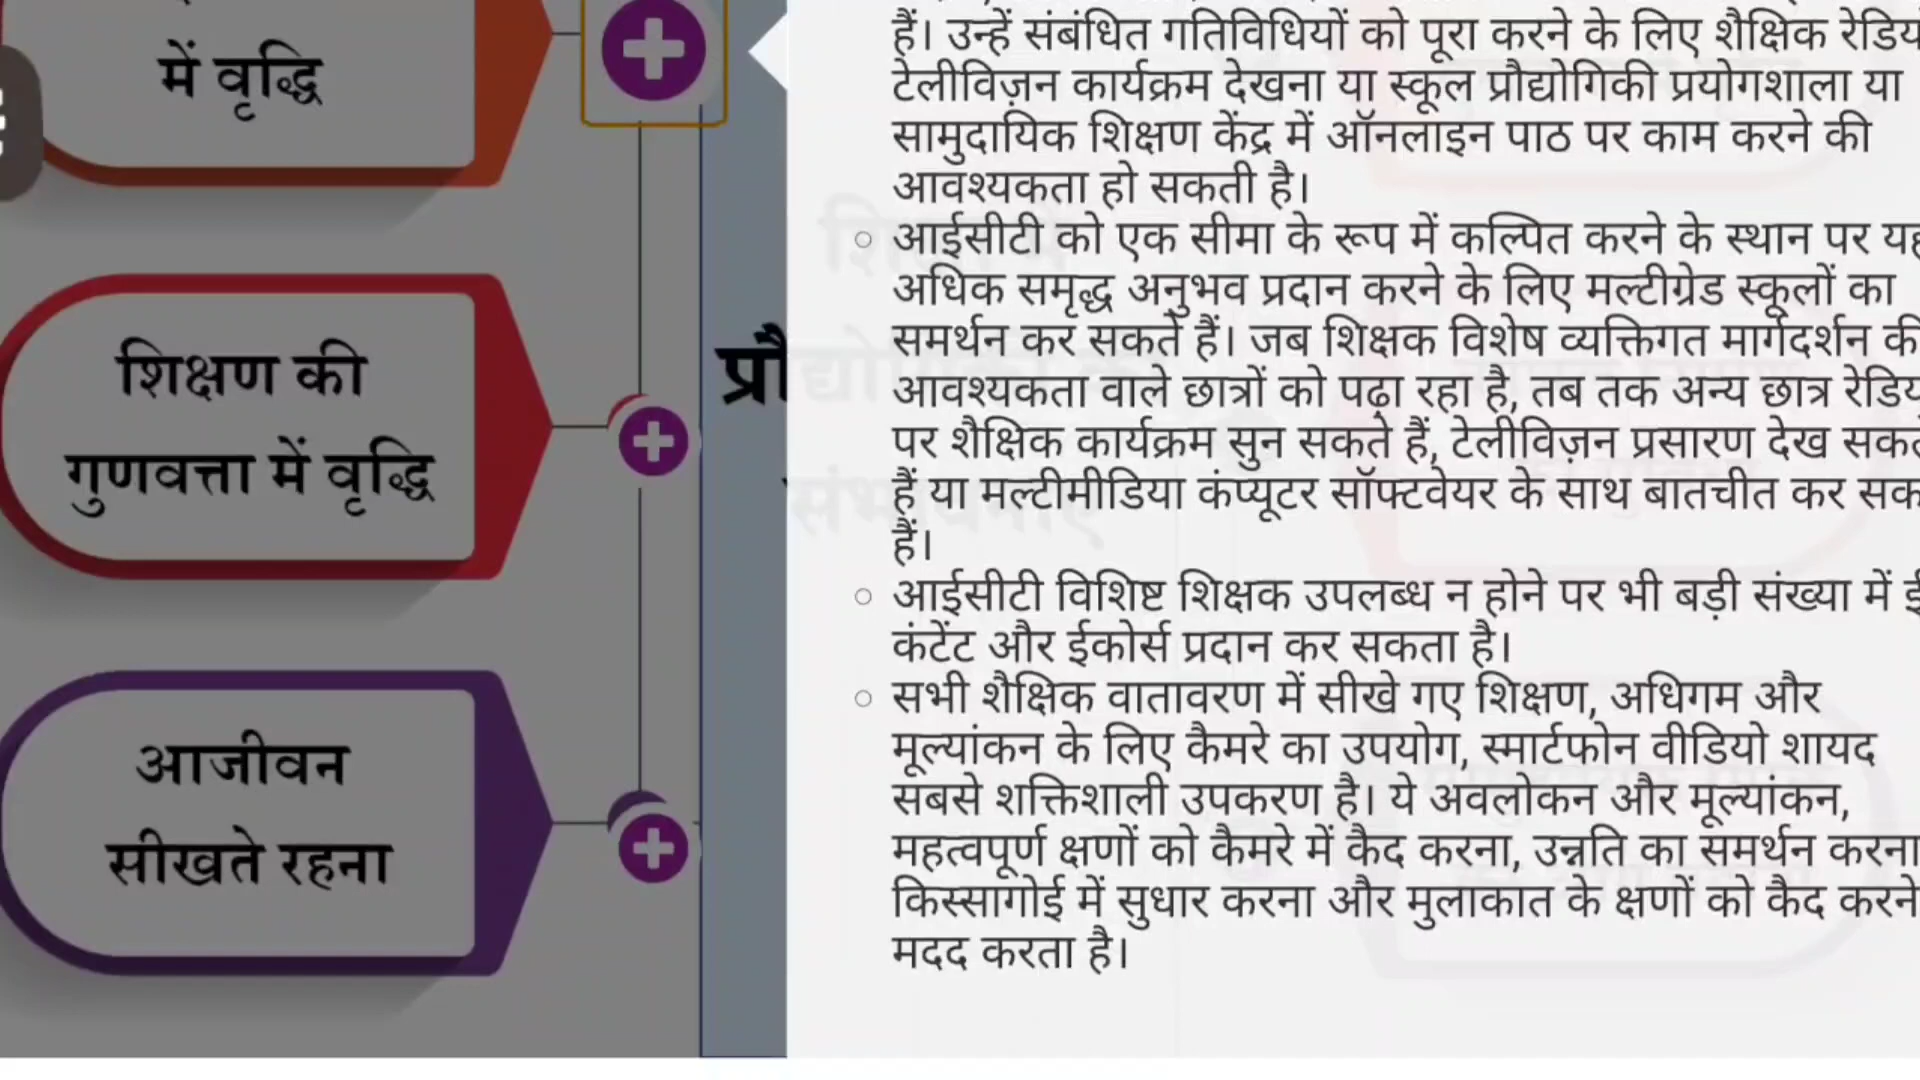 में वृद्धि
शिक्षण की
गुणवत्ता में वृद्धि
आजीवन
सीखते रहना
हैं। उन्हें संबंधित गतिविधियों को पूरा करने के लिए शैक्षिक
टेलीविज़न कार्यक्रम देखना या स्कूल प्रौद्योगिकी प्रयोगशाला या
सामुदायिक शिक्षण केंद्र में ऑनलाइन पाठ पर काम करने की
आवश्यकता हो सकती है।
आईसीटी को एक सीमा के रूप में कल्पित करने के स्थान पर
अधिक समृद्ध अनुभव प्रदान करने के लिए मल्टीग्रेड स्कूलों का
समर्थन कर सकते हैं। जब शिक्षक विशेष व्यक्तिगत मार्गदर्शन की
आवश्यकता वाले छात्रों को पढ़ा रहा है, तब तक अन्य छात्र
पर शैक्षिक कार्यक्रम सुन सकते हैं, टेलीविज़न प्रसारण देख
हैं या मल्टीमीडिया कंप्यूटर सॉफ्टवेयर के साथ बातचीत कर
हैं।
आईसीटी विशिष्ट शिक्षक उपलब्ध न होने पर भी बड़ी संख्या में
कंटेंट और ईकोर्स प्रदान कर सकता है।
सभी शैक्षिक वातावरण में सीखे गए शिक्षण, अधिगम और
मूल्यांकन के लिए कैमरे का उपयोग, स्मार्टफोन वीडियो शायद
सबसे शक्तिशाली उपकरण है। ये अवलोकन और मूल्यांकन,
महत्वपूर्ण क्षणों को कैमरे में कैद करना, उन्नति का समर्थन करना
किस्सागोई में सुधार करना और मुलाकात के क्षणों को कैद करने
मदद करता है।